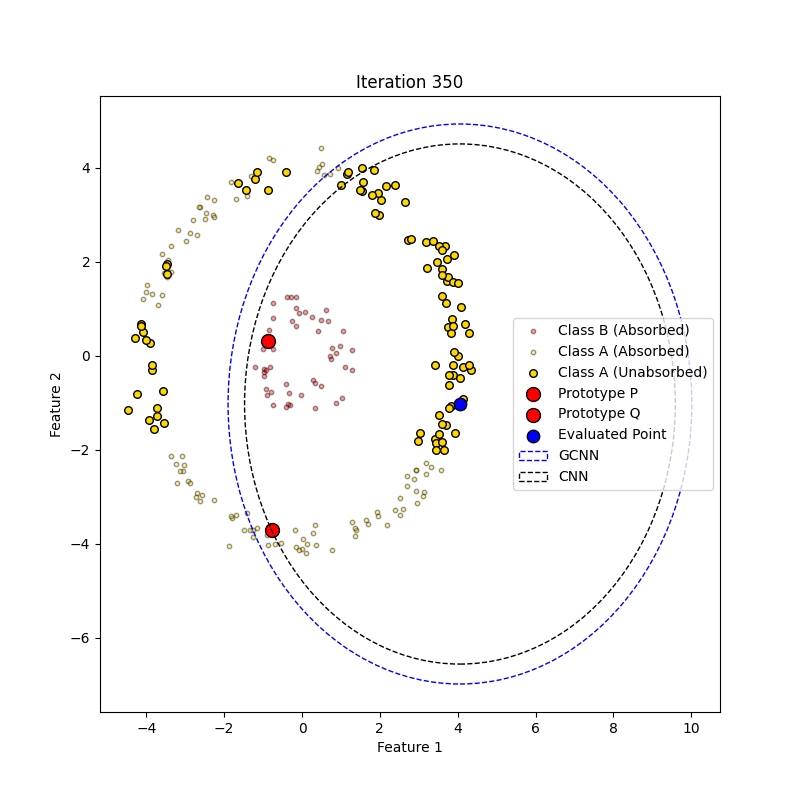 Iteration 350
4
2
0
−2
−4
−6
Feature 2
Class B (Absorbed)
Class A (Absorbed)
Class A (Unabsorbed)
Prototype P
Prototype Q
Evaluated Point
GCNN
CNN
−4 −2 0 2 4 6 8 10
Feature 1